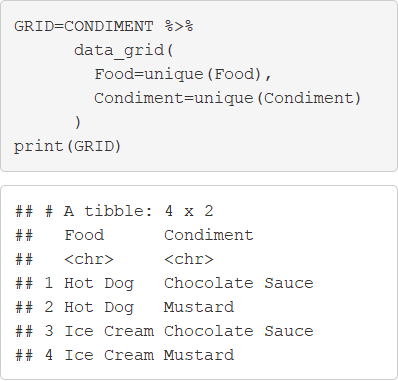 GRID=CONDIMENT %>%
      data_grid(
        Food=unique(Food),
        Condiment=unique(Condiment)
      )
print(GRID)
## # A tibble: 4 x 2
##   Food      Condiment
##   <chr>     <chr>
## 1 Hot Dog   Chocolate Sauce
## 2 Hot Dog   Mustard
## 3 Ice Cream Chocolate Sauce
## 4 Ice Cream Mustard